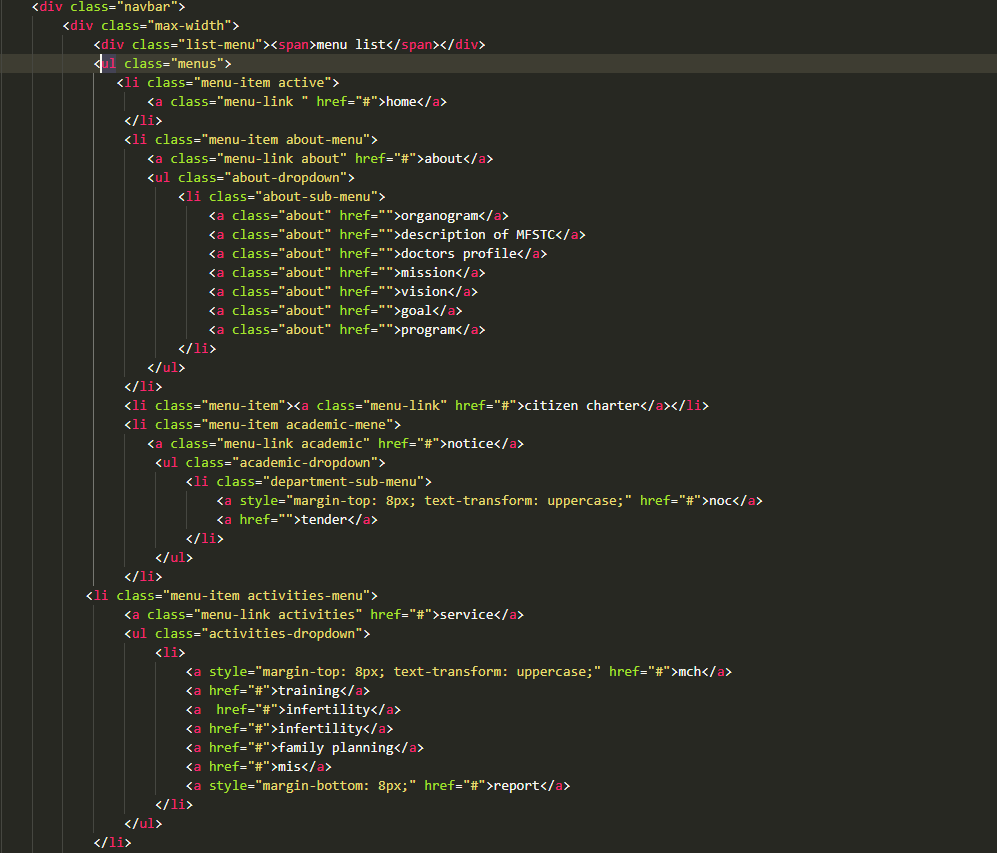 <div class="navbar">
<div class="max-width">
<div class="list-menu"><span>menu list</span></div>
<ul class="menus">
<li class="menu-item active">
<a class="menu-link " href="#">home</a>
</li>
<li class="menu-item about-menu">
<a class="menu-link about" href="#">about</a>
<ul class="about-dropdown">
<li class="about-sub-menu">
<a class="about" href="">organogram</a>
<a class="about" href="">description of MFSTC</a>
<a class="about" href="">doctors profile</a>
<a class="about" href="">mission</a>
<a class="about" href="">vision</a>
<a class="about" href="">goal</a>
<a class="about" href="">program</a>
</li>
</ul>
</li>
<li class="menu-item"><a class="menu-link" href="#">citizen charter</a></li>
<li class="menu-item academic-mene">
<a class="menu-link academic" href="#">notice</a>
<ul class="academic-dropdown">
<li class="department-sub-menu">
<a style="margin-top: 8px; text-transform: uppercase;" href="#">noc</a>
<a href="">tender</a>
</li>
</ul>
</li>
<li class="menu-item activities-menu">
<a class="menu-link activities" href="#">service</a>
<ul class="activities-dropdown">
<li>
<a style="margin-top: 8px; text-transform: uppercase;" href="#">mch</a>
<a href="#">training</a>
<a  href="#">infertility</a>
<a href="#">infertility</a>
<a href="#">family planning</a>
<a href="#">mis</a>
<a style="margin-bottom: 8px;" href="#">report</a>
</li>
</ul>
</li>